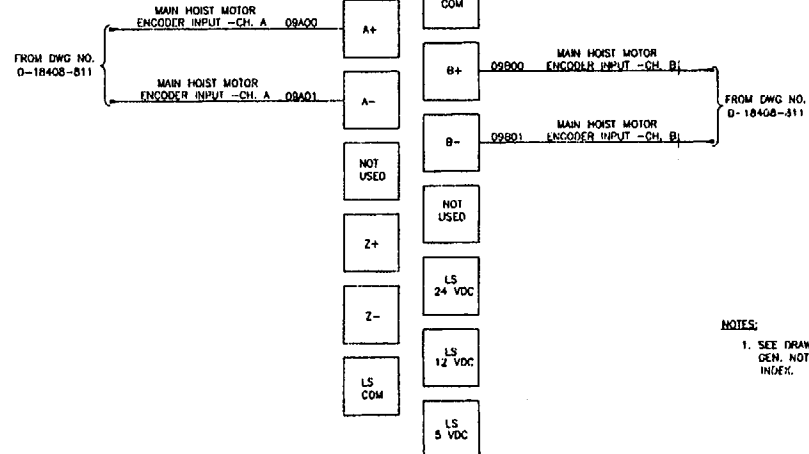 COM
MAIN HOIST MOTOR
ENCODER INPUT -CH. A 09A00
A+
FROM DWG NO.
D-18408-811
MAIN HOIST MOTOR
ENCODER INPUT -CH. A 09A01
A-
B+
09B00
MAIN HOIST MOTOR
ENCODER INPUT -CH. B
FROM DWG NO.
D-18408-811
B-
09B01
MAIN HOIST MOTOR
ENCODER INPUT -CH. B
NOT
USED
NOT
USED
Z+
LS
24 VDC
Z-
LS
12 VDC
LS
COM
LS
5 VDC
NOTES:
1. SEE DRAW
GEN. NOT
INDEX.